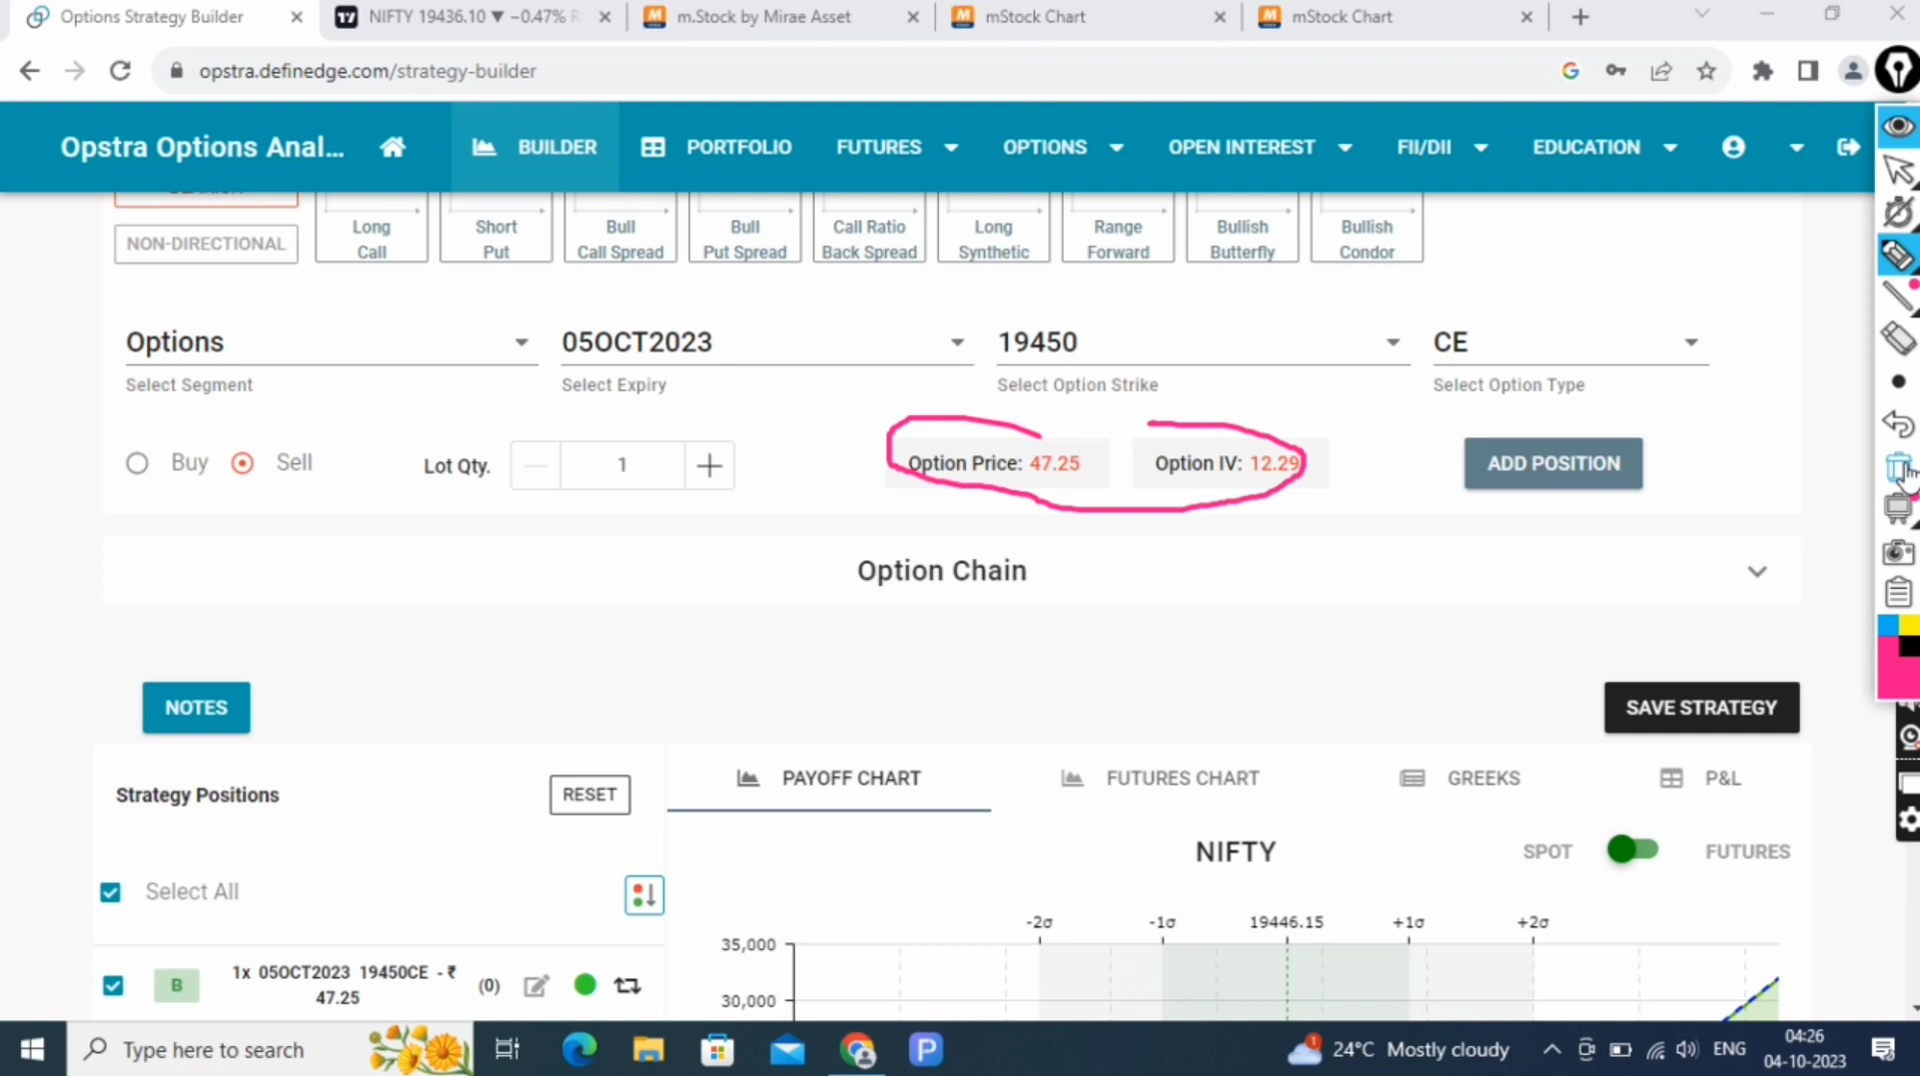 Options Strategy Builder
NIFTY 19436.10 ▼ −0.47%
m.Stock by Mirae Asset
mStock Chart
mStock Chart
opstra.definedge.com/strategy-builder
Opstra Options Anal...
BUILDER
PORTFOLIO
FUTURES
OPTIONS
OPEN INTEREST
FII/DII
EDUCATION
NON-DIRECTIONAL
Long
Call
Short
Put
Bull
Call Spread
Bull
Put Spread
Call Ratio
Back Spread
Long
Synthetic
Range
Forward
Bullish
Butterfly
Bullish
Condor
Options
05OCT2023
19450
CE
Select Segment
Select Expiry
Select Option Strike
Select Option Type
Buy
Sell
Lot Qty.
1
Option Price: 47.25
Option IV: 12.29
ADD POSITION
Option Chain
NOTES
SAVE STRATEGY
Strategy Positions
RESET
PAYOFF CHART
FUTURES CHART
GREEKS
P&L
NIFTY
SPOT
FUTURES
Select All
-2σ
-1σ
19446.15
+1σ
+2σ
35,000
30,000
B
1x 05OCT2023 19450CE - ₹
47.25
(0)
Type here to search
24°C Mostly cloudy
ENG
04:26
04-10-2023